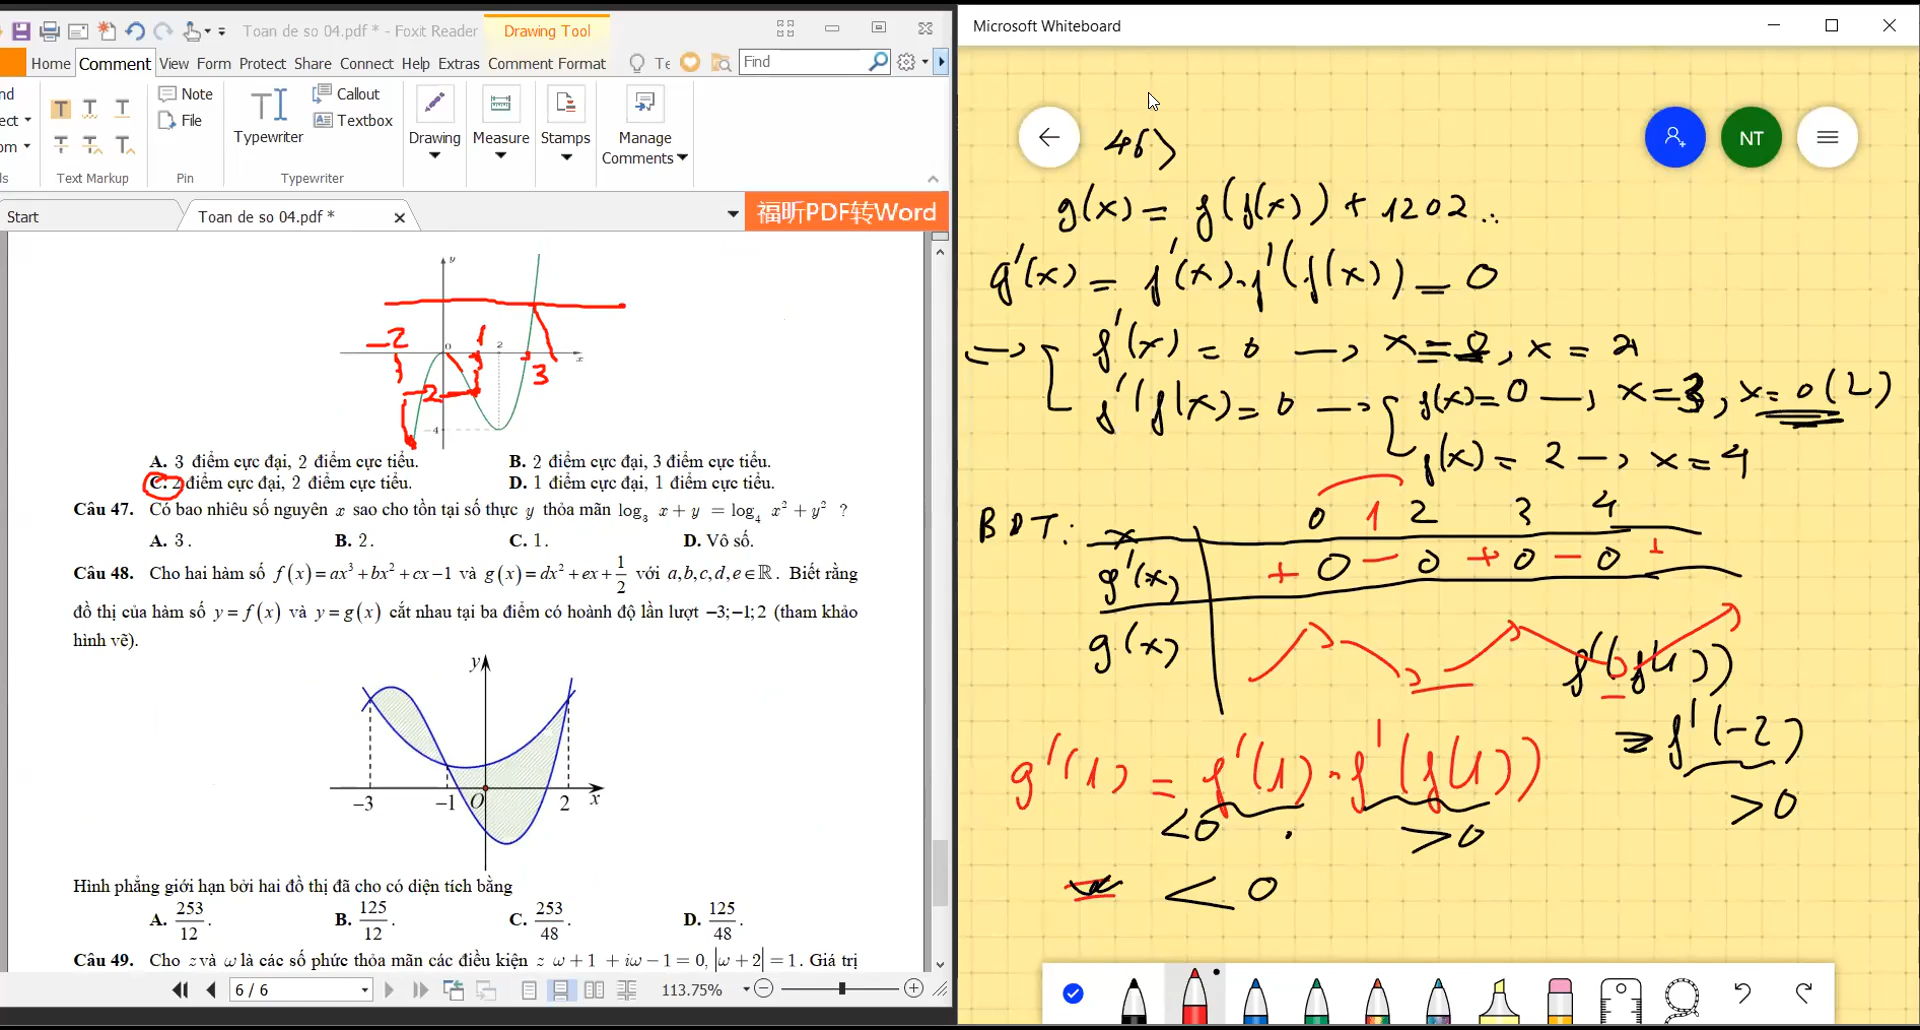 Toan de so 04.pdf * - Foxit Reader
Drawing Tool
Home Comment View Form Protect Share Connect Help Extras Comment Format
Find
Note
File
Pin
Text Markup
Typewriter
Callout
Textbox
Typewriter
Drawing
Measure
Stamps
Manage
Comments
Start
Toan de so 04.pdf *
福昕PDF转Word
y
0
2
x
-4
-2
1
-2
3
A. 3 điểm cực đại, 2 điểm cực tiểu.
B. 2 điểm cực đại, 3 điểm cực tiểu.
C. 2 điểm cực đại, 2 điểm cực tiểu.
D. 1 điểm cực đại, 1 điểm cực tiểu.
Câu 47. Có bao nhiêu số nguyên x sao cho tồn tại số thực y thỏa mãn log₃ x + y = log₄ x² + y² ?
A. 3.
B. 2.
C. 1.
D. Vô số.
Câu 48. Cho hai hàm số f(x)=ax³+bx²+cx−1 và g(x)=dx²+ex+1/2 với a,b,c,d,e∈ℝ. Biết rằng
đồ thị của hàm số y=f(x) và y=g(x) cắt nhau tại ba điểm có hoành độ lần lượt −3;−1;2 (tham khảo
hình vẽ).
y
-3
-1
O
2
x
Hình phẳng giới hạn bởi hai đồ thị đã cho có diện tích bằng
A. 253/12.
B. 125/12.
C. 253/48.
D. 125/48.
Câu 49. Cho z và ω là các số phức thỏa mãn các điều kiện z ω+1 +iω−1=0, |ω+2|=1. Giá trị
6 / 6
113.75%
Microsoft Whiteboard
NT
46>
g(x) = f(f(x)) + 1202..
g'(x) = f'(x).f'(f(x)) = 0
f'(x) = 0 → x = 0, x = 2
f'(f(x)) = 0 → f(x)=0 → x=3, x=0(L)
f(x) = 2 → x = 4
BDT:
x 0 1 2 3 4
g'(x) + 0 − 0 + 0 − 0 +
g(x)
f'(f(1))
= f'(−2)
>0
g'(1) = f'(1) . f'(f(1))
<0 . >0
< 0